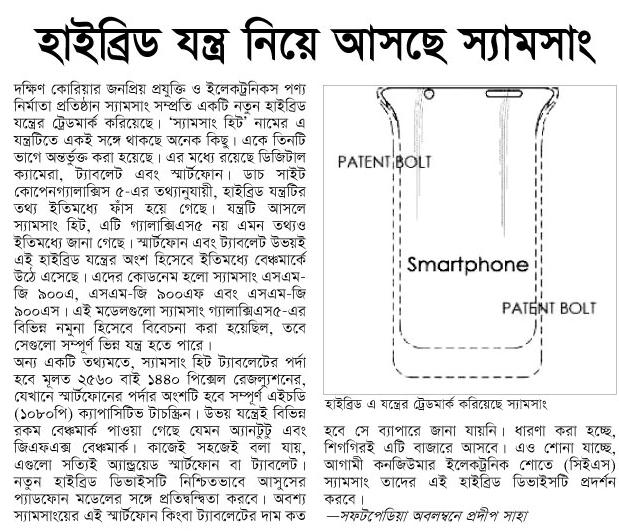 হাইব্রিড যন্ত্র নিয়ে আসছে স্যামসাং
দক্ষিণ কোরিয়ার জনপ্রিয় প্রযুক্তি ও ইলেকট্রনিকস পণ্য
নির্মাতা প্রতিষ্ঠান স্যামসাং সম্প্রতি একটি নতুন হাইব্রিড
যন্ত্রের ট্রেডমার্ক করিয়েছে। ‘স্যামসাং হিট’ নামের এ
যন্ত্রটিতে একই সঙ্গে থাকছে অনেক কিছু। একে তিনটি
ভাগে অন্তর্ভুক্ত করা হয়েছে। এর মধ্যে রয়েছে ডিজিটাল
ক্যামেরা, ট্যাবলেট এবং স্মার্টফোন। ডাচ সাইট
কোপেনগ্যালাক্সিস ৫-এর তথ্যানুযায়ী, হাইব্রিড যন্ত্রটির
তথ্য ইতিমধ্যে ফাঁস হয়ে গেছে। যন্ত্রটি আসলে
স্যামসাং হিট, এটি গ্যালাক্সিএস৫ নয় এমন তথ্যও
ইতিমধ্যে জানা গেছে। স্মার্টফোন এবং ট্যাবলেট উভয়ই
এই হাইব্রিড যন্ত্রের অংশ হিসেবে ইতিমধ্যে বেঞ্চমার্কে
উঠে এসেছে। এদের কোডনেম হলো স্যামসাং এসএম-
জি ৯০০এ, এসএম-জি ৯০০এফ এবং এসএম-জি
৯০০এস। এই মডেলগুলো স্যামসাং গ্যালাক্সিএস৫-এর
বিভিন্ন নমুনা হিসেবে বিবেচনা করা হয়েছিল, তবে
সেগুলো সম্পূর্ণ ভিন্ন যন্ত্র হতে পারে।
অন্য একটি তথ্যমতে, স্যামসাং হিট ট্যাবলেটের পর্দা
হবে মূলত ২৫৬০ বাই ১৪৪০ পিক্সেল রেজল্যুশনের,
যেখানে স্মার্টফোনের পর্দার অংশটি হবে সম্পূর্ণ এইচডি
(১০৮০পি) ক্যাপাসিটিভ টাচস্ক্রিন। উভয় যন্ত্রেই বিভিন্ন
রকম বেঞ্চমার্ক পাওয়া গেছে যেমন অ্যানটুটু এবং
জিএফএক্স বেঞ্চমার্ক। কাজেই সহজেই বলা যায়,
এগুলো সত্যিই অ্যান্ড্রয়েড স্মার্টফোন বা ট্যাবলেট।
নতুন হাইব্রিড ডিভাইসটি নিশ্চিতভাবে আসুসের
প্যাডফোন মডেলের সঙ্গে প্রতিদ্বন্দ্বিতা করবে। অবশ্য
স্যামসাংয়ের এই স্মার্টফোন কিংবা ট্যাবলেটের দাম কত
PATENT BOLT
Smartphone
PATENT BOLT
হাইব্রিড এ যন্ত্রের ট্রেডমার্ক করিয়েছে স্যামসাং
হবে সে ব্যাপারে জানা যায়নি। ধারণা করা হচ্ছে,
শিগগিরই এটি বাজারে আসবে। এও শোনা যাচ্ছে,
আগামী কনজিউমার ইলেকট্রনিক শোতে (সিইএস)
স্যামসাং তাদের এই হাইব্রিড ডিভাইসটি প্রদর্শন
করবে।
—সফটপেডিয়া অবলম্বনে প্রদীপ সাহা